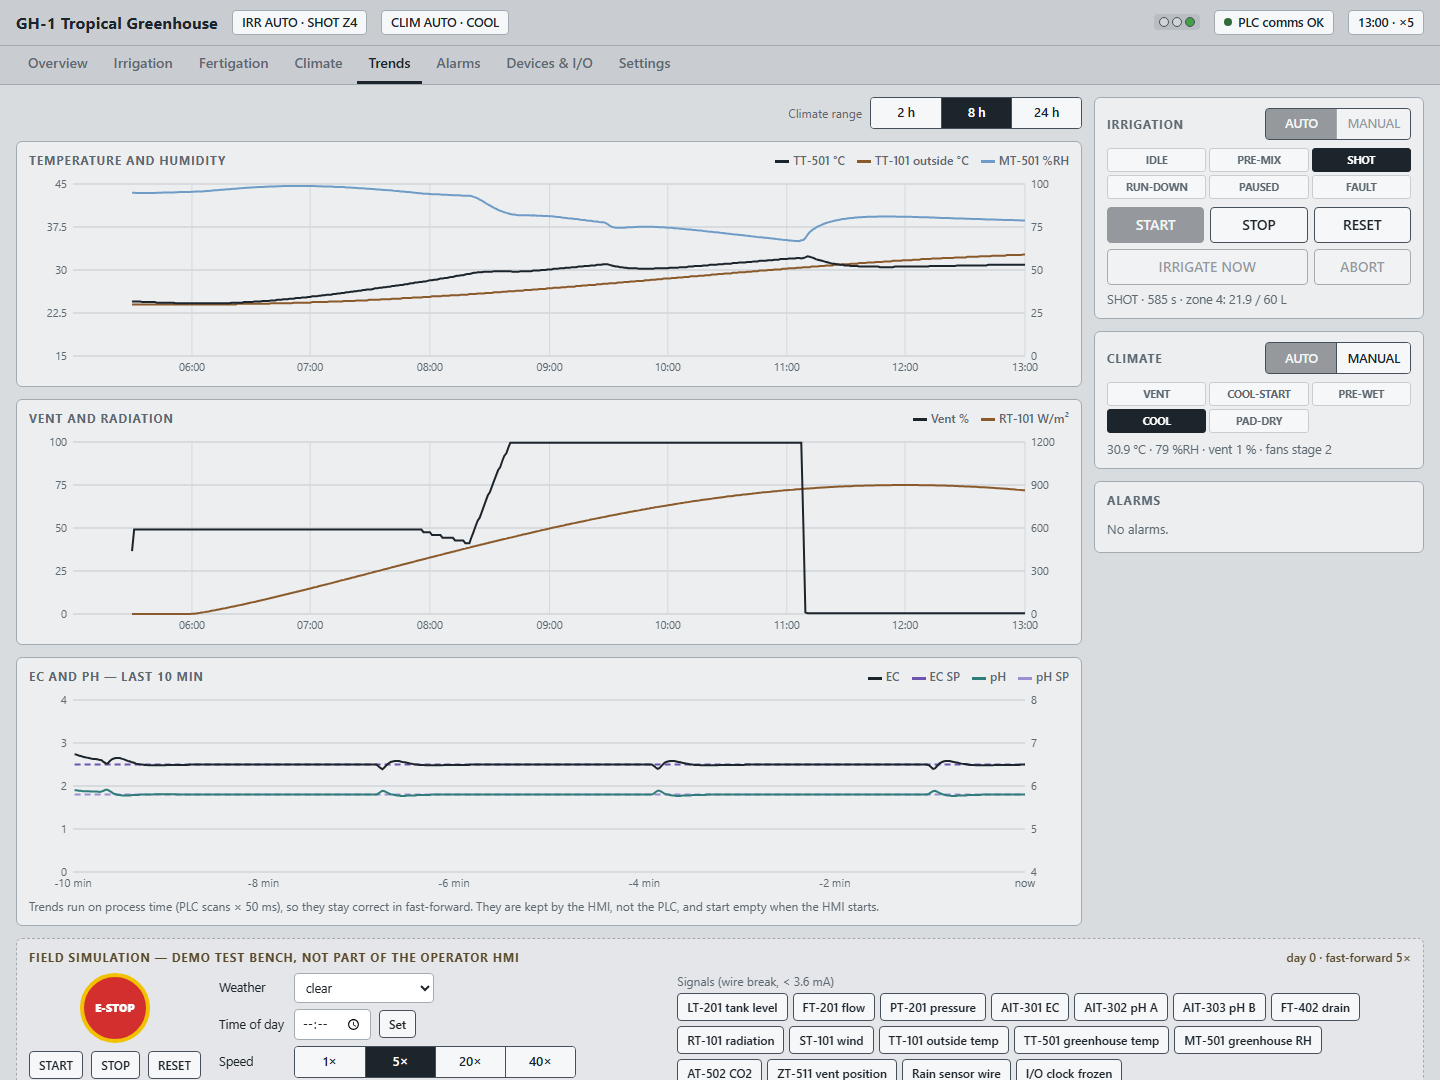 GH-1 Tropical Greenhouse IRR AUTO · SHOT Z4 CLIM AUTO · COOL PLC comms OK 13:00 · ×5
Overview Irrigation Fertigation Climate Trends Alarms Devices & I/O Settings
Climate range 2 h 8 h 24 h
TEMPERATURE AND HUMIDITY TT-501 °C TT-101 outside °C MT-501 %RH
45 100
37.5 75
30 50
22.5 25
15 0
06:00 07:00 08:00 09:00 10:00 11:00 12:00 13:00
VENT AND RADIATION Vent % RT-101 W/m²
100 1200
75 900
50 600
25 300
0 0
06:00 07:00 08:00 09:00 10:00 11:00 12:00 13:00
EC AND PH — LAST 10 MIN EC EC SP pH pH SP
4 8
3 7
2 6
1 5
0 4
-10 min -8 min -6 min -4 min -2 min now
Trends run on process time (PLC scans × 50 ms), so they stay correct in fast-forward. They are kept by the HMI, not the PLC, and start empty when the HMI starts.
IRRIGATION AUTO MANUAL
IDLE PRE-MIX SHOT
RUN-DOWN PAUSED FAULT
START STOP RESET
IRRIGATE NOW ABORT
SHOT · 585 s · zone 4: 21.9 / 60 L
CLIMATE AUTO MANUAL
VENT COOL-START PRE-WET
COOL PAD-DRY
30.9 °C · 79 %RH · vent 1 % · fans stage 2
ALARMS
No alarms.
FIELD SIMULATION — DEMO TEST BENCH, NOT PART OF THE OPERATOR HMI day 0 · fast-forward 5×
E-STOP
START STOP RESET
Weather clear
Time of day --:-- Set
Speed 1× 5× 20× 40×
Signals (wire break, < 3.6 mA)
LT-201 tank level FT-201 flow PT-201 pressure AIT-301 EC AIT-302 pH A AIT-303 pH B FT-402 drain
RT-101 radiation ST-101 wind TT-101 outside temp TT-501 greenhouse temp MT-501 greenhouse RH
AT-502 CO2 ZT-511 vent position Rain sensor wire I/O clock frozen